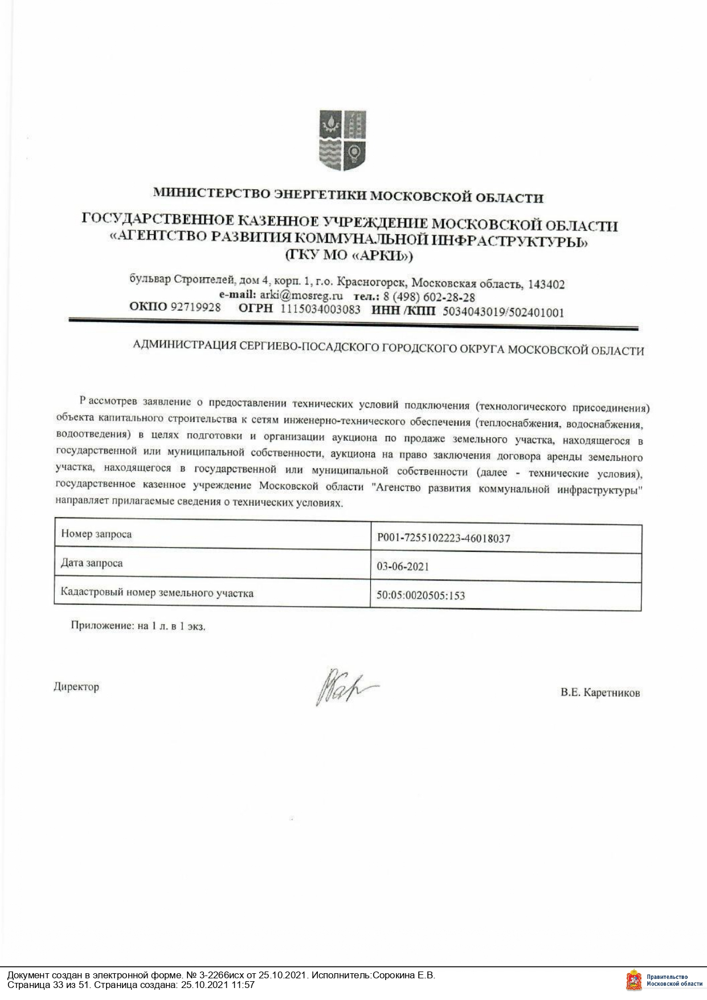 МИНИСТЕРСТВО ЭНЕРГЕТИКИ МОСКОВСКОЙ ОБЛАСТИ
ГОСУДАРСТВЕННОЕ КАЗЕННОЕ УЧРЕЖДЕНИЕ МОСКОВСКОЙ ОБЛАСТИ
«АГЕНТСТВО РАЗВИТИЯ КОММУНАЛЬНОЙ ИНФРАСТРУКТУРЫ»
(ГКУ МО «АРКИ»)
бульвар Строителей, дом 4, корп. 1, г.о. Красногорск, Московская область, 143402
e-mail: arki@mosreg.ru тел.: 8 (498) 602-28-28
ОКПО 92719928 ОГРН 1115034003083 ИНН /КПП 5034043019/502401001
АДМИНИСТРАЦИЯ СЕРГИЕВО-ПОСАДСКОГО ГОРОДСКОГО ОКРУГА МОСКОВСКОЙ ОБЛАСТИ
Р ассмотрев заявление о предоставлении технических условий подключения (технологического присоединения)
объекта капитального строительства к сетям инженерно-технического обеспечения (теплоснабжения, водоснабжения,
водоотведения) в целях подготовки и организации аукциона по продаже земельного участка, находящегося в
государственной или муниципальной собственности, аукциона на право заключения договора аренды земельного
участка, находящегося в государственной или муниципальной собственности (далее - технические условия),
государственное казенное учреждение Московской области "Агенство развития коммунальной инфраструктуры"
направляет прилагаемые сведения о технических условиях.
Номер запроса P001-7255102223-46018037
Дата запроса 03-06-2021
Кадастровый номер земельного участка 50:05:0020505:153
Приложение: на 1 л. в 1 экз.
Директор В.Е. Каретников
Документ создан в электронной форме. № 3-2266исх от 25.10.2021. Исполнитель:Сорокина Е.В.
Страница 33 из 51. Страница создана: 25.10.2021 11:57
Правительство
Московской области